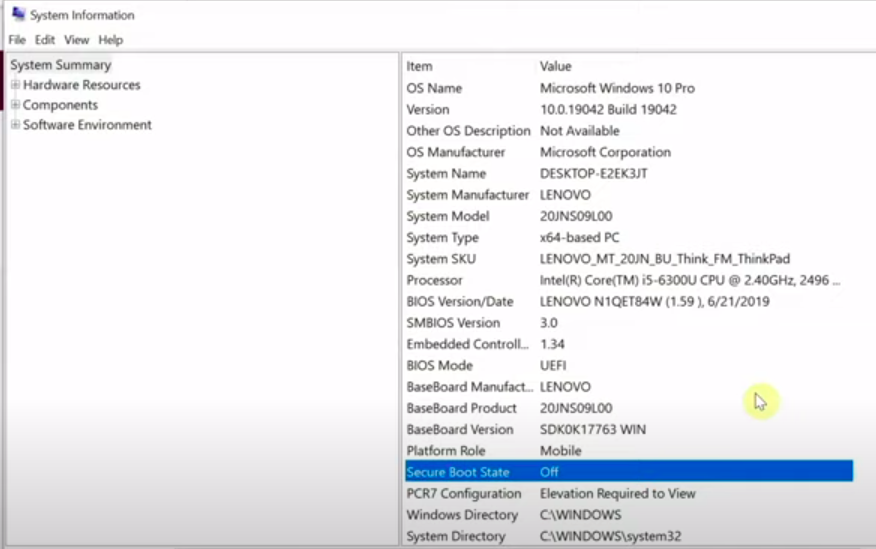 System Information
File Edit View Help
System Summary
Hardware Resources
Components
Software Environment
Item Value
OS Name Microsoft Windows 10 Pro
Version 10.0.19042 Build 19042
Other OS Description Not Available
OS Manufacturer Microsoft Corporation
System Name DESKTOP-E2EK3JT
System Manufacturer LENOVO
System Model 20JNS09L00
System Type x64-based PC
System SKU LENOVO_MT_20JN_BU_Think_FM_ThinkPad
Processor Intel(R) Core(TM) i5-6300U CPU @ 2.40GHz, 2496 ...
BIOS Version/Date LENOVO N1QET84W (1.59 ), 6/21/2019
SMBIOS Version 3.0
Embedded Controll... 1.34
BIOS Mode UEFI
BaseBoard Manufact... LENOVO
BaseBoard Product 20JNS09L00
BaseBoard Version SDK0K17763 WIN
Platform Role Mobile
Secure Boot State Off
PCR7 Configuration Elevation Required to View
Windows Directory C:\WINDOWS
System Directory C:\WINDOWS\system32